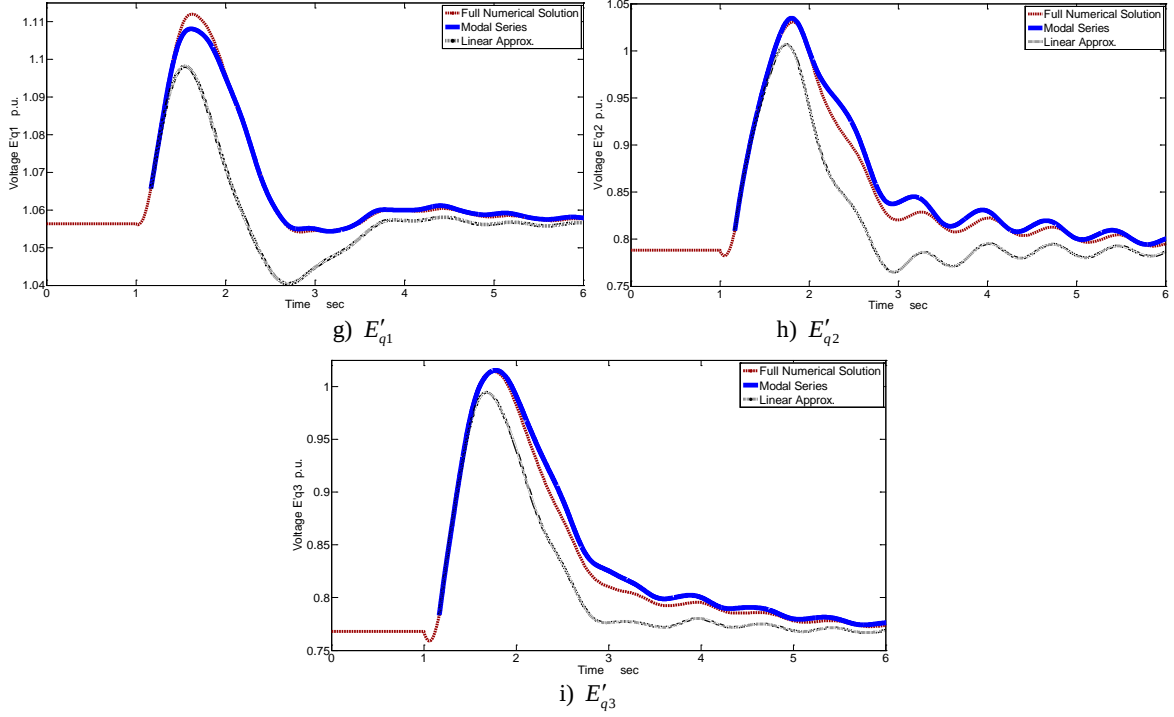 Full Numerical Solution
Modal Series
Linear Approx.
Voltage E'q1 p.u.
1.11
1.1
1.09
1.08
1.07
1.06
1.05
1.04
0 1 2 3 4 5 6
Time sec
g) E′q1
Full Numerical Solution
Modal Series
Linear Approx.
Voltage E'q2 p.u.
1.05
1
0.95
0.9
0.85
0.8
0.75
0 1 2 3 4 5 6
Time sec
h) E′q2
Full Numerical Solution
Modal Series
Linear Approx.
Voltage E'q3 p.u.
1
0.95
0.9
0.85
0.8
0.75
0 1 2 3 4 5 6
Time sec
i) E′q3